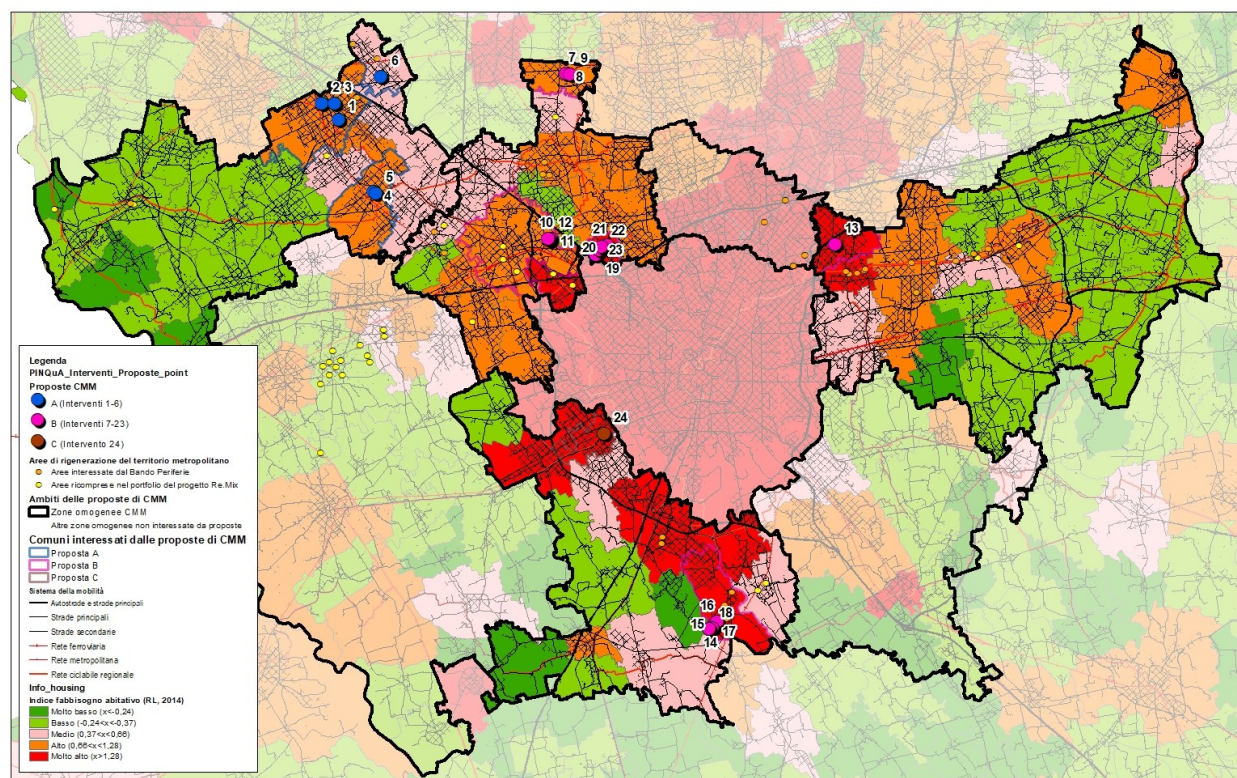 6
7 9
8
2 3
1
5
4
10 12
11
21 22
20 23
19
13
24
16 18
15 17
14
Legenda
PINQuA_Interventi_Proposte_point
Proposte CMM
A (Interventi 1-6)
B (Interventi 7-23)
C (Intervento 24)
Aree di rigenerazione del territorio metropolitano
Aree interessate dal Bando Periferie
Aree ricomprese nel portfolio del progetto Re.Mix
Ambiti delle proposte di CMM
Zone omogenee CMM
Altre zone omogenee non interessate da proposte
Comuni interessati dalle proposte di CMM
Proposta A
Proposta B
Proposta C
Sistema della mobilità
Autostrade e strade principali
Strade principali
Strade secondarie
Rete ferroviaria
Rete metropolitana
Rete ciclabile regionale
Info_housing
Indice fabbisogno abitativo (RL, 2014)
Molto basso (x<-0,24)
Basso (-0,24<x<-0,37)
Medio (0,37<x<0,66)
Alto (0,66<x<1,28)
Molto alto (x>1,28)